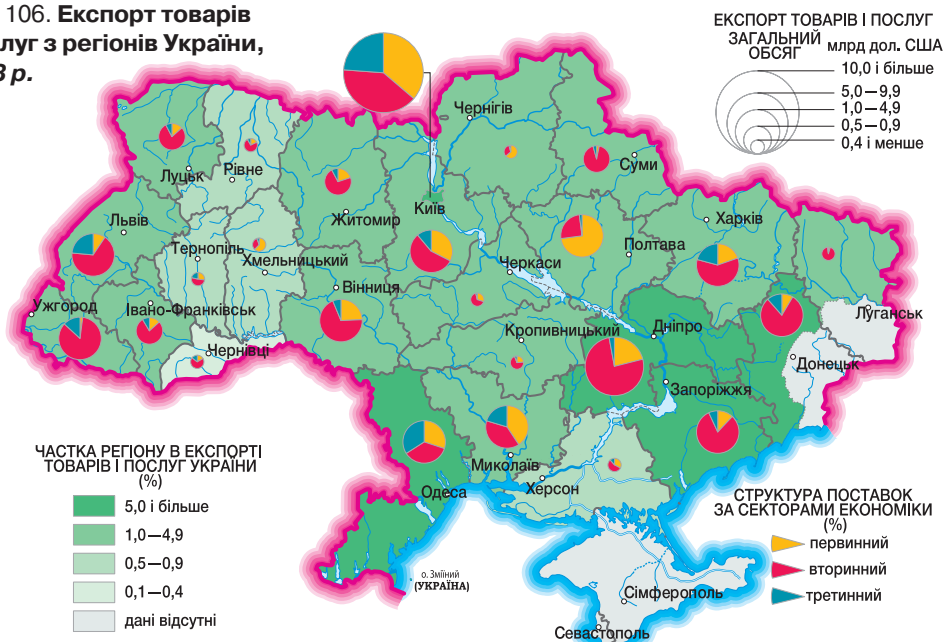 106. Експорт товарів
луг з регіонів України,
р.
ЕКСПОРТ ТОВАРІВ І ПОСЛУГ
ЗАГАЛЬНИЙ
ОБСЯГ млрд дол. США
10,0 і більше
5,0—9,9
1,0—4,9
0,5—0,9
0,4 і менше
Чернігів
Луцьк
Рівне
Суми
Житомир
Київ
Львів
Харків
Тернопіль
Хмельницький
Полтава
Черкаси
Вінниця
Ужгород
Івано-Франківськ
Луганськ
Кропивницький
Дніпро
Чернівці
Донецьк
Запоріжжя
Миколаїв
Херсон
Одеса
ЧАСТКА РЕГІОНУ В ЕКСПОРТІ
ТОВАРІВ І ПОСЛУГ УКРАЇНИ
(%)
5,0 і більше
1,0—4,9
0,5—0,9
0,1—0,4
дані відсутні
СТРУКТУРА ПОСТАВОК
ЗА СЕКТОРАМИ ЕКОНОМІКИ
(%)
первинний
вторинний
третинний
о. Зміїний
(УКРАЇНА)
Сімферополь
Севастополь